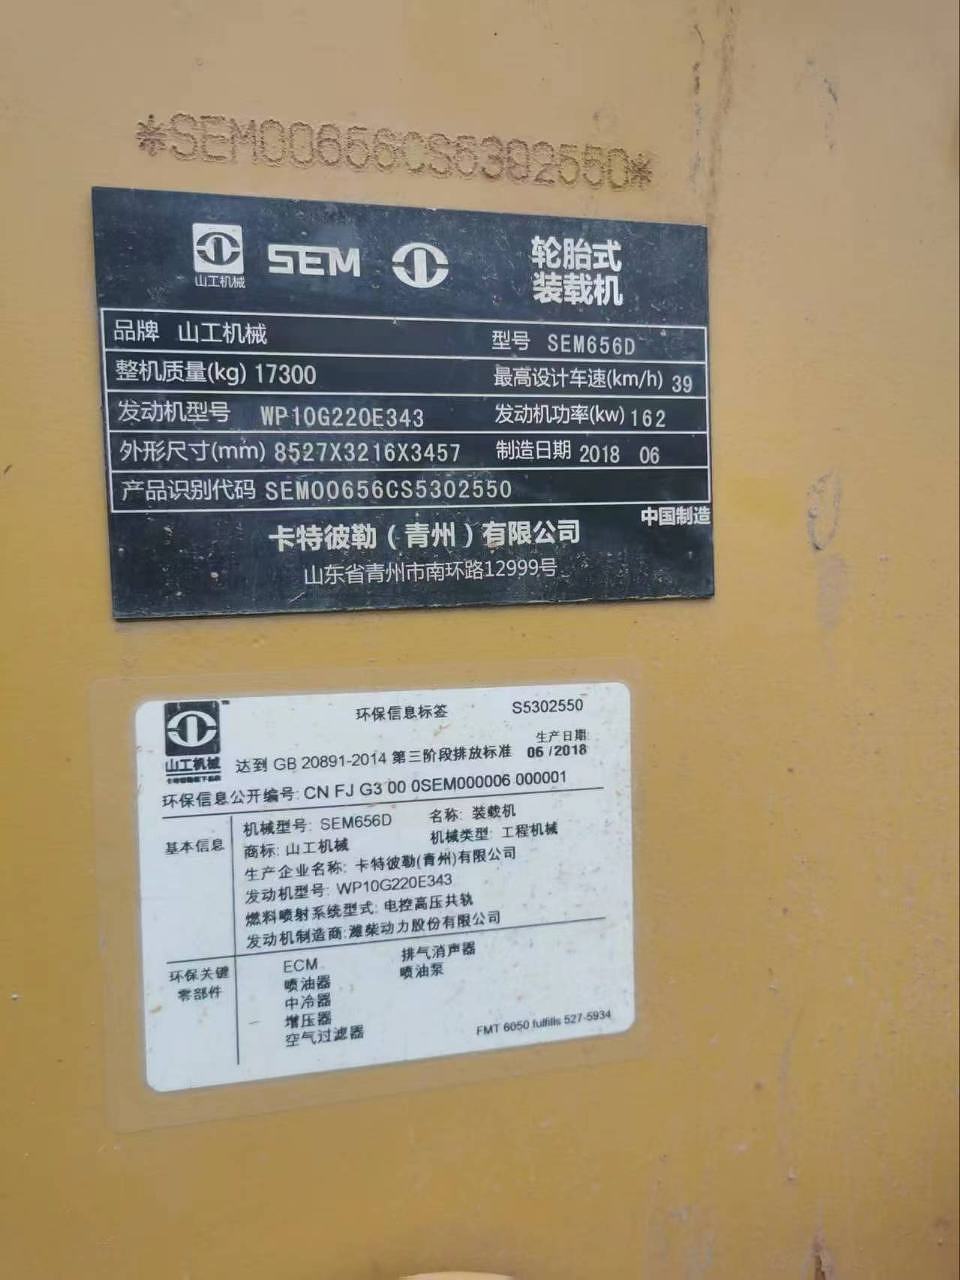 *SEM00656CS5302550*
山工机械 SEM 轮胎式
装载机
品牌 山工机械 型号 SEM656D
整机质量(kg) 17300 最高设计车速(km/h) 39
发动机型号 WP10G220E343 发动机功率(kw) 162
外形尺寸(mm) 8527X3216X3457 制造日期 2018 06
产品识别代码 SEM00656CS5302550
中国制造
卡特彼勒(青州)有限公司
山东省青州市南环路12999号
山工机械
环保信息标签 S5302550
生产日期
达到 GB 20891-2014 第三阶段排放标准 06/2018
环保信息公开编号: CN FJ G3 00 0SEM000006 000001
基本信息
机械型号: SEM656D 名称: 装载机
商标: 山工机械 机械类型: 工程机械
生产企业名称: 卡特彼勒(青州)有限公司
发动机型号: WP10G220E343
燃料喷射系统型式: 电控高压共轨
发动机制造商: 潍柴动力股份有限公司
环保关键
零部件
ECM 排气消声器
喷油器 喷油泵
中冷器
增压器
空气过滤器
FMT 6050 fulfills 527-5934